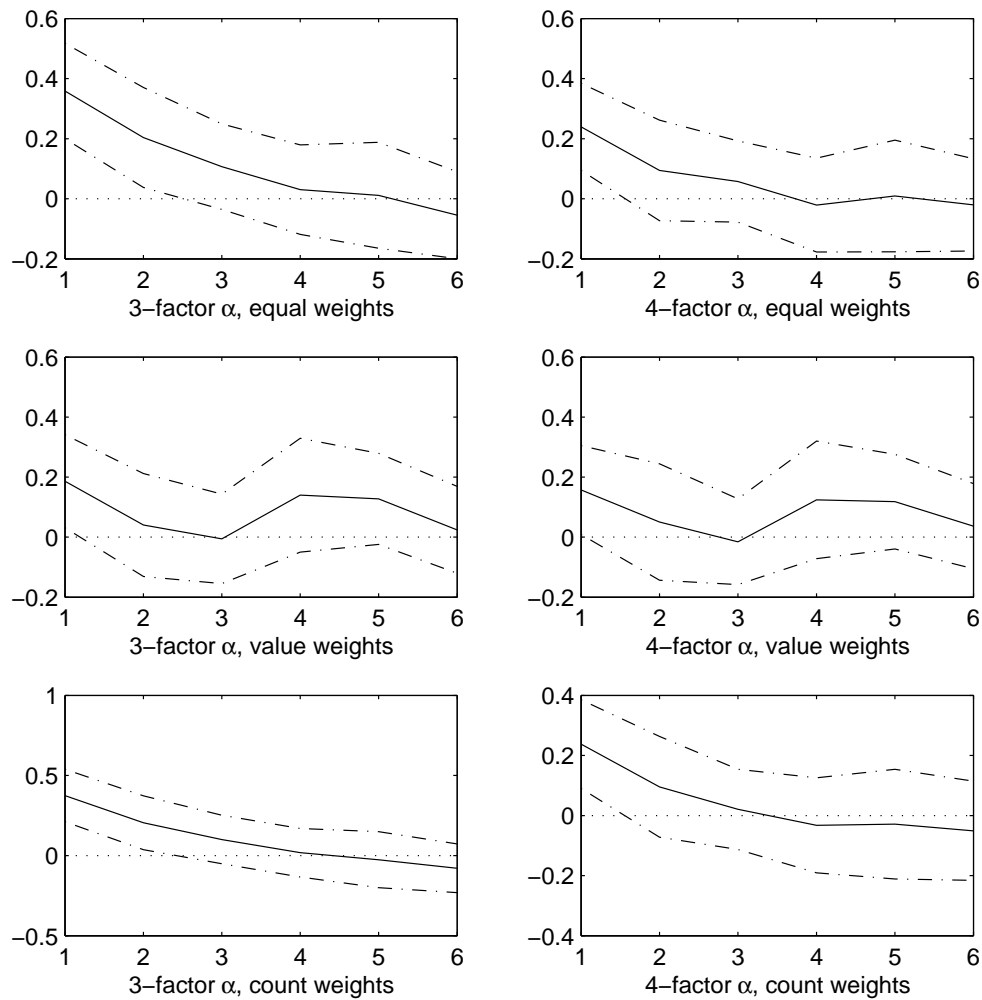 0.6
0.4
0.2
0
−0.2
1 2 3 4 5 6
3−factor α, equal weights
0.6
0.4
0.2
0
−0.2
1 2 3 4 5 6
4−factor α, equal weights
0.6
0.4
0.2
0
−0.2
1 2 3 4 5 6
3−factor α, value weights
0.6
0.4
0.2
0
−0.2
1 2 3 4 5 6
4−factor α, value weights
1
0.5
0
−0.5
1 2 3 4 5 6
3−factor α, count weights
0.4
0.2
0
−0.2
−0.4
1 2 3 4 5 6
4−factor α, count weights